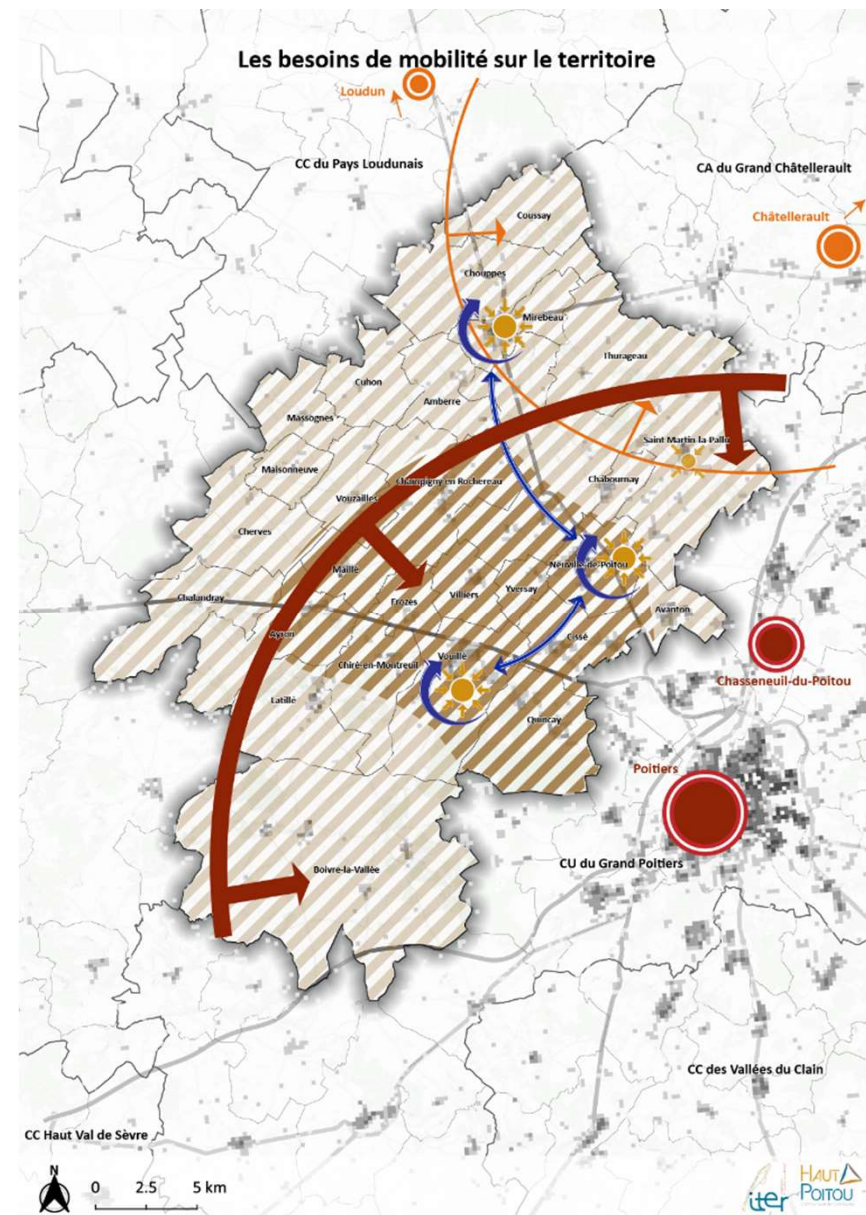 Les besoins de mobilité sur le territoire
Loudun
CC du Pays Loudunais
CA du Grand Châtellerault
Châtellerault
Coussay
Chouppes
Mirebeau
Thurageau
Cuhon
Amberre
Massognes
Saint Martin-la-Pallu
Maisonneuve
Champigny en Rochereau
Chabournay
Vouzailles
Cherves
Maillé
Neuville-de-Poitou
Chalandray
Frozes
Villiers
Yversay
Avanton
Ayron
Cissé
Chiré-en-Montreuil
Vouillé
Chasseneuil-du-Poitou
Latillé
Quinçay
Poitiers
CU du Grand Poitiers
Boivre-la-Vallée
CC des Vallées du Clain
CC Haut Val de Sèvre
N
0 2.5 5 km
iter
HAUT
POITOU